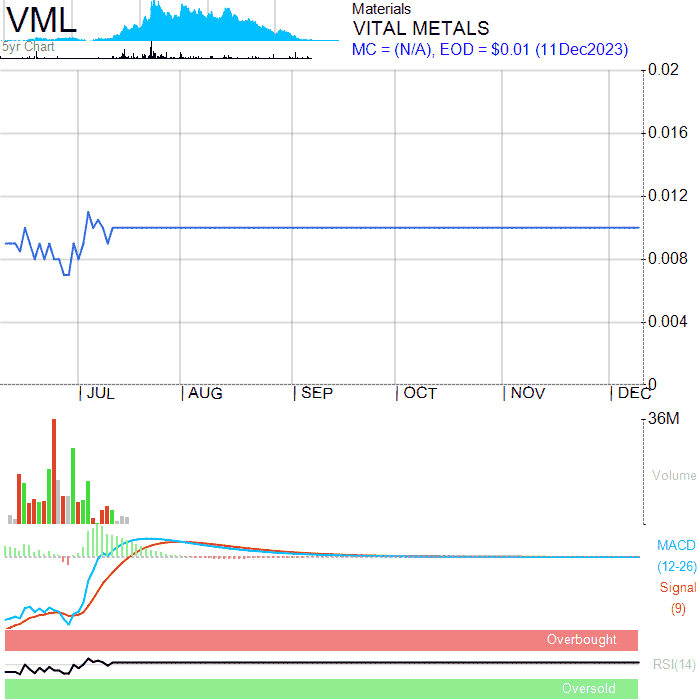 VML
5yr Chart
Materials
VITAL METALS
MC = (N/A), EOD = $0.01 (11Dec2023)
0.02
0.016
0.012
0.008
0.004
0
JUL
AUG
SEP
OCT
NOV
DEC
36M
Volume
MACD
(12-26)
Signal
(9)
Overbought
RSI(14)
Oversold